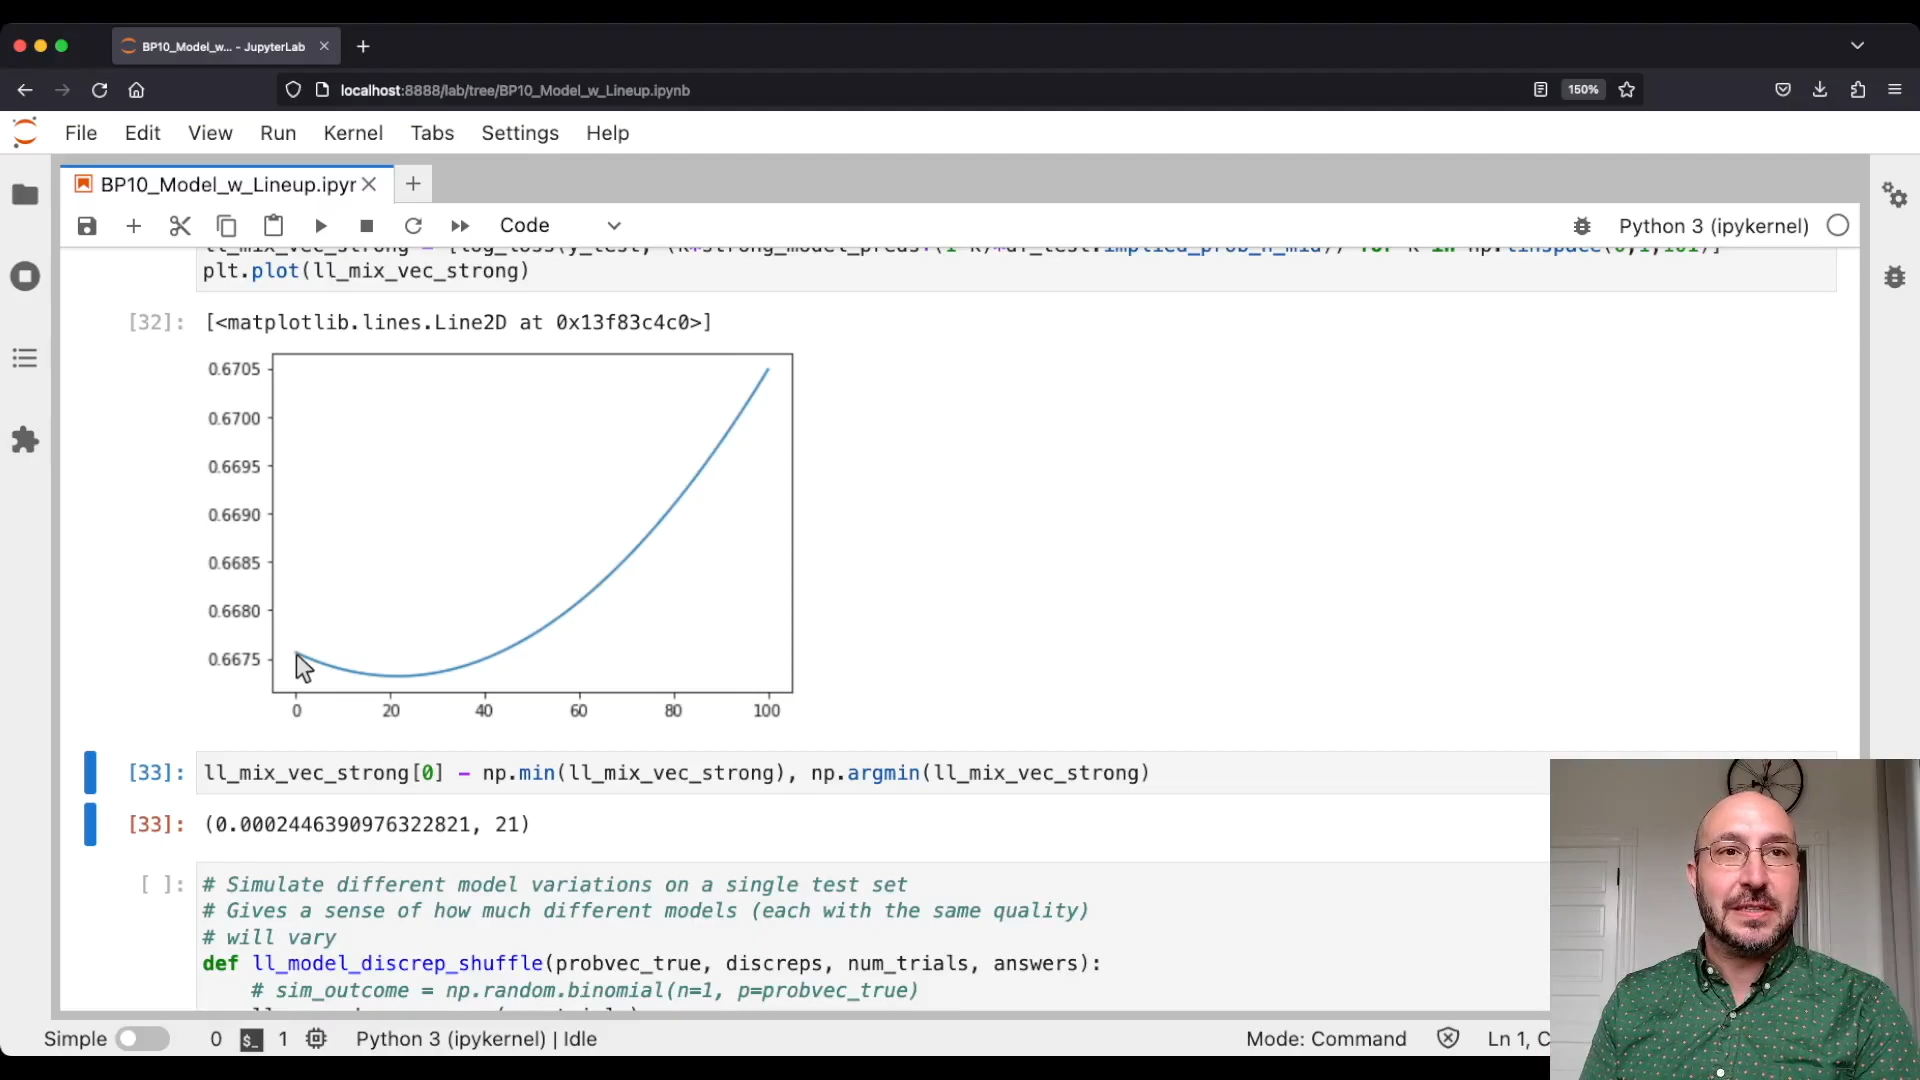 BP10_Model_w... - JupyterLab
localhost:8888/lab/tree/BP10_Model_w_Lineup.ipynb
150%
File Edit View Run Kernel Tabs Settings Help
BP10_Model_w_Lineup.ipyr
Code
Python 3 (ipykernel)
plt.plot(ll_mix_vec_strong)
[32]: [<matplotlib.lines.Line2D at 0x13f83c4c0>]
0.6705
0.6700
0.6695
0.6690
0.6685
0.6680
0.6675
0 20 40 60 80 100
[33]: ll_mix_vec_strong[0] - np.min(ll_mix_vec_strong), np.argmin(ll_mix_vec_strong)
[33]: (0.0002446390976322821, 21)
[ ]: # Simulate different model variations on a single test set
# Gives a sense of how much different models (each with the same quality)
# will vary
def ll_model_discrep_shuffle(probvec_true, discreps, num_trials, answers):
# sim_outcome = np.random.binomial(n=1, p=probvec_true)
Simple 0 $_ 1 Python 3 (ipykernel) | Idle Mode: Command Ln 1, C